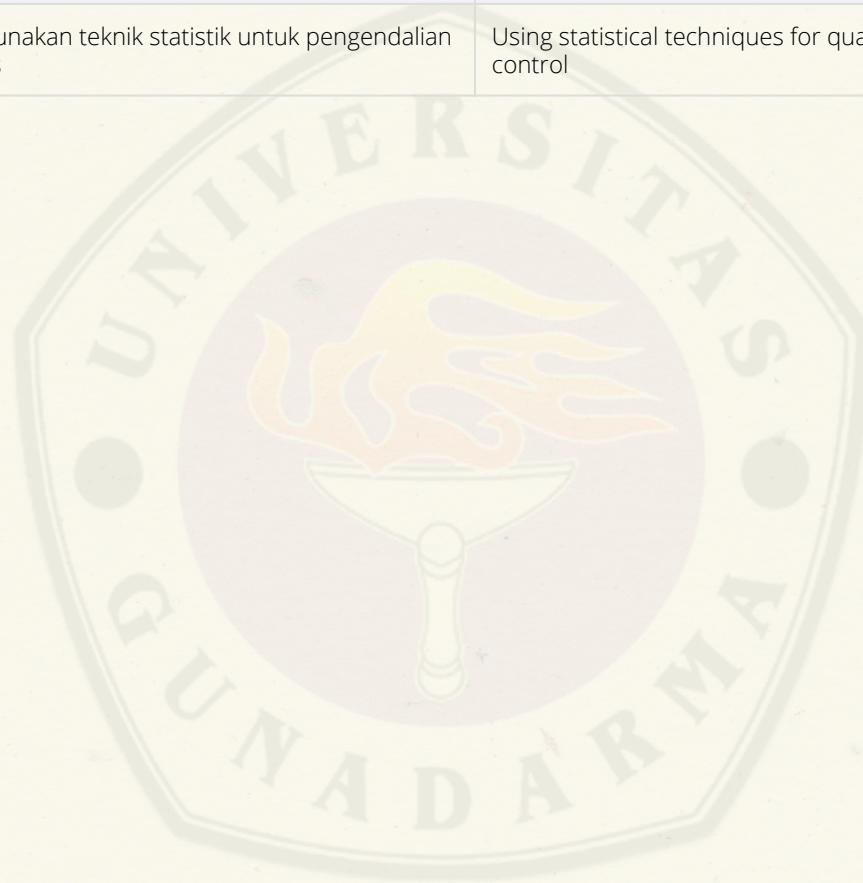 unakan teknik statistik untuk pengendalian
Using statistical techniques for qua
control
UNIVERSITAS
GUNADARMA